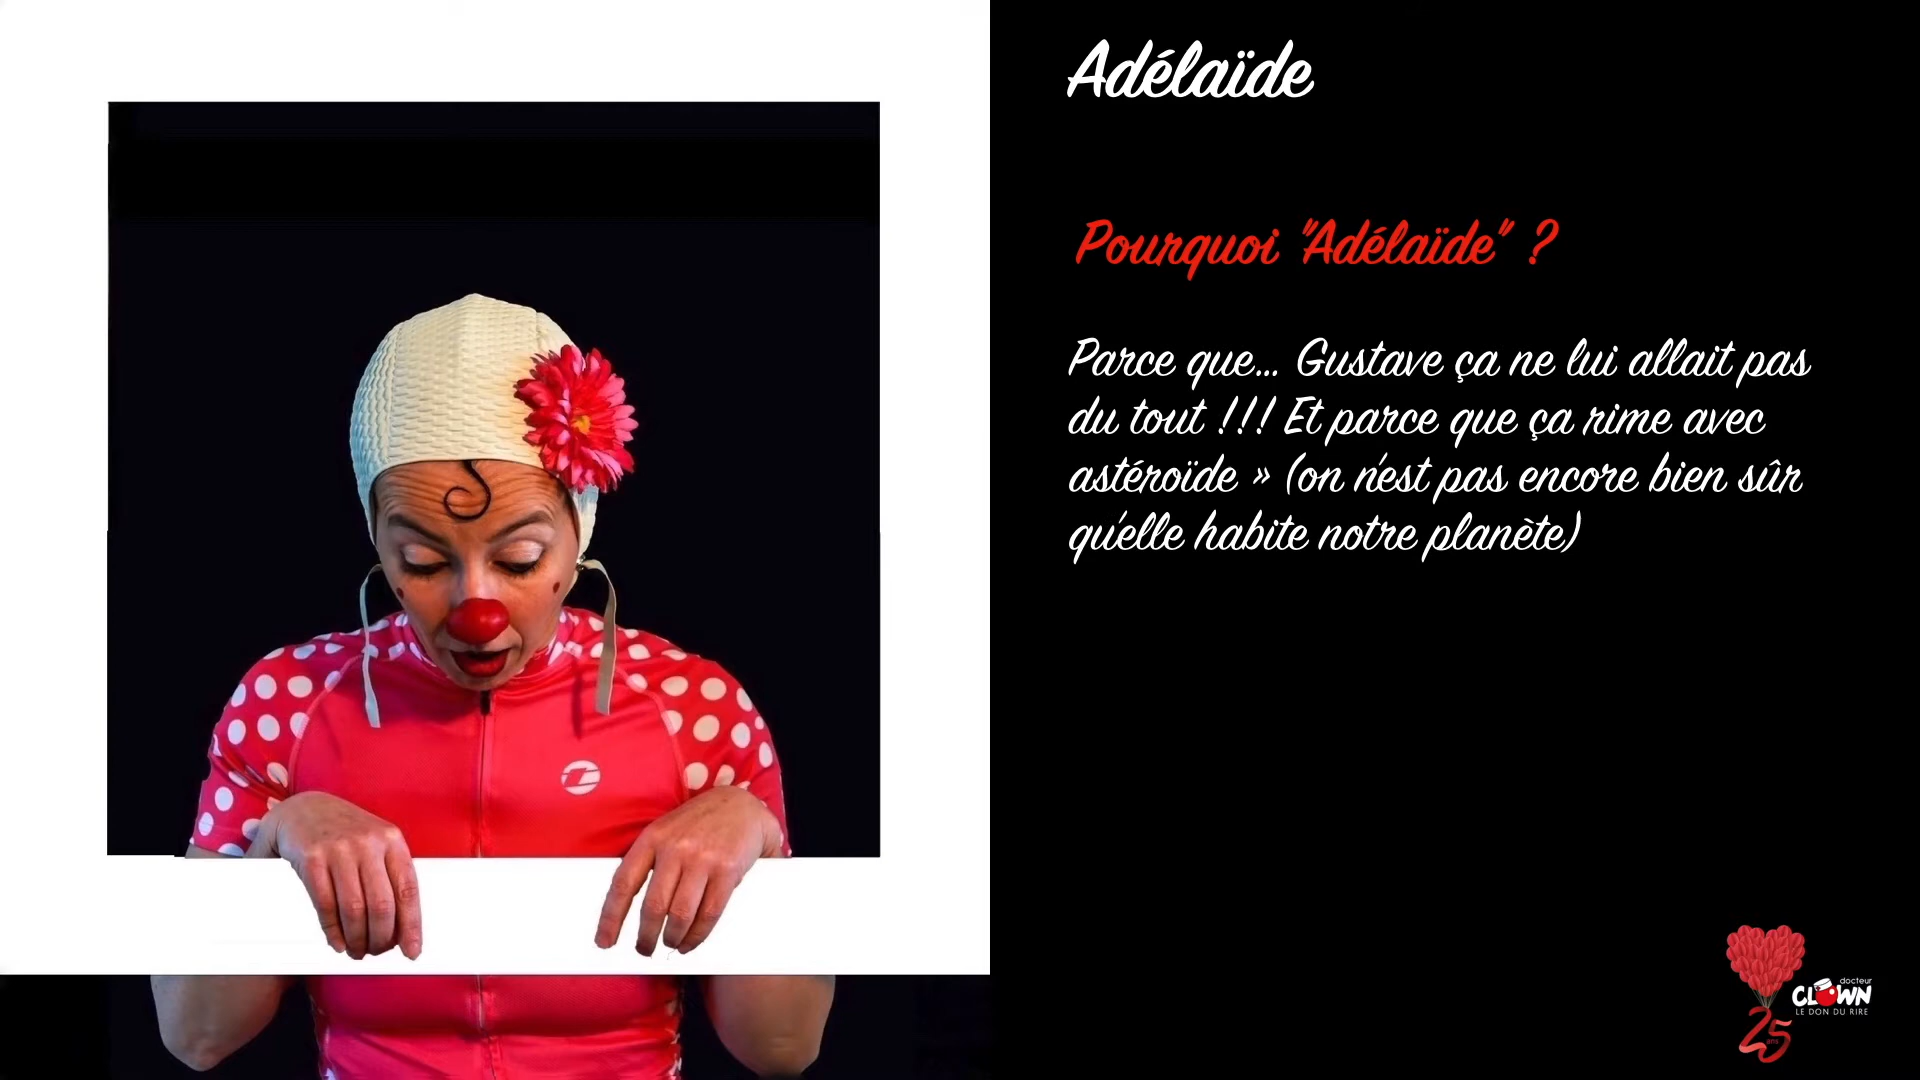 Adélaïde
Pourquoi "Adélaïde" ?
Parce que... Gustave ça ne lui allait pas
du tout !!! Et parce que ça rime avec
astéroïde » (on n'est pas encore bien sûr
qu'elle habite notre planète)
docteur
CLOWN
LE DON DU RIRE
25
ans